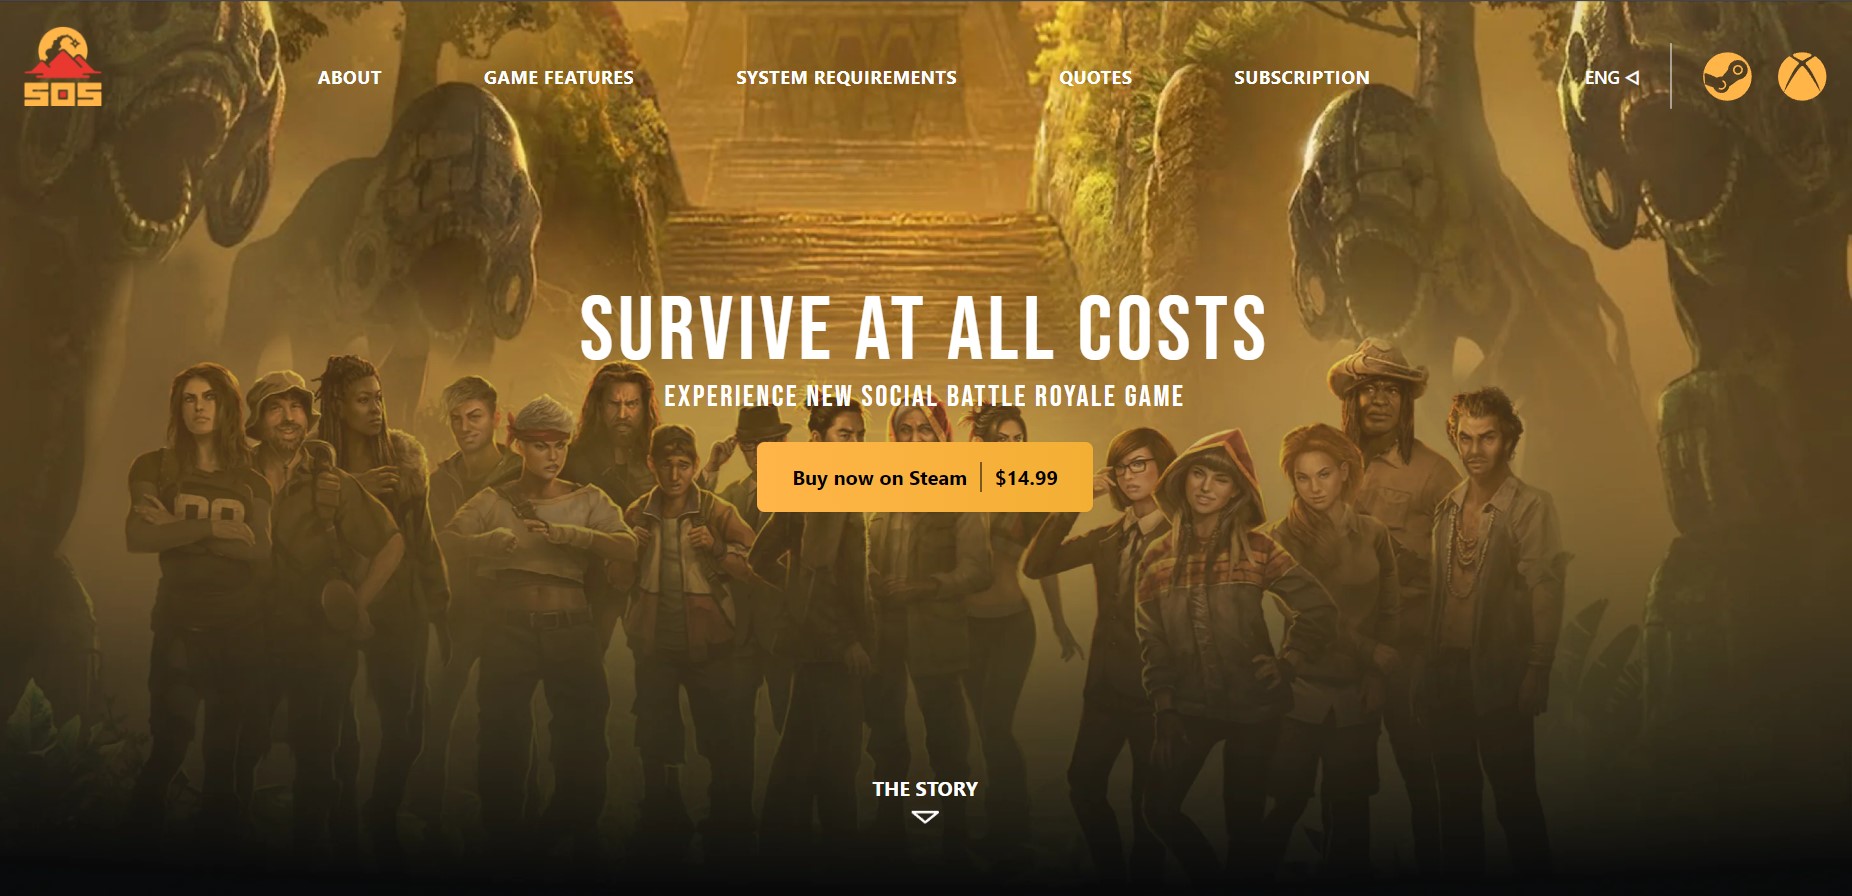 SOS
ABOUT
GAME FEATURES
SYSTEM REQUIREMENTS
QUOTES
SUBSCRIPTION
ENG
SURVIVE AT ALL COSTS
EXPERIENCE NEW SOCIAL BATTLE ROYALE GAME
Buy now on Steam | $14.99
THE STORY